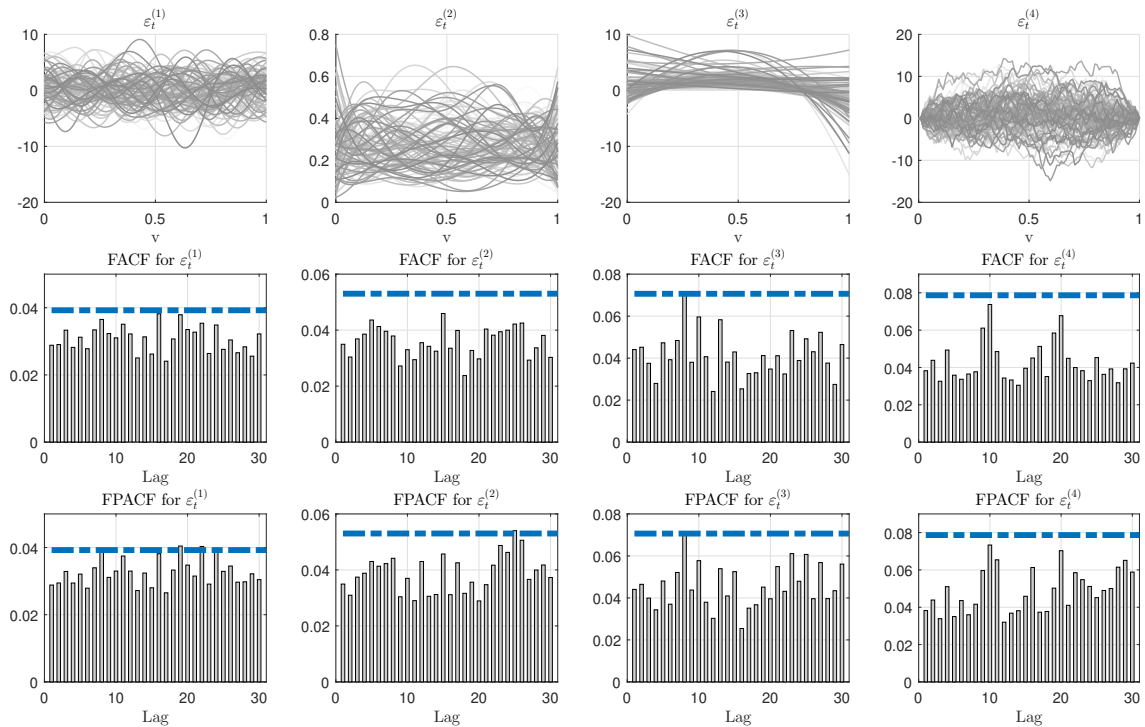 ε_t^{(1)} ε_t^{(2)} ε_t^{(3)} ε_t^{(4)}
10 0.8 10 20
0 0.6 5 10
-10 0.4 0 0
-20 0.2 -5 -10
0 -10 -20
-15
-20
0 0.5 1 0 0.5 1 0 0.5 1 0 0.5 1
v v v v
FACF for ε_t^{(1)} FACF for ε_t^{(2)} FACF for ε_t^{(3)} FACF for ε_t^{(4)}
0.04 0.06 0.08 0.08
0.02 0.04 0.06 0.06
0 0.02 0.04 0.04
0 0.02 0.02
0 0
0 10 20 30 0 10 20 30 0 10 20 30 0 10 20 30
Lag Lag Lag Lag
FPACF for ε_t^{(1)} FPACF for ε_t^{(2)} FPACF for ε_t^{(3)} FPACF for ε_t^{(4)}
0.04 0.06 0.08 0.08
0.02 0.04 0.06 0.06
0 0.02 0.04 0.04
0 0.02 0.02
0 0
0 10 20 30 0 10 20 30 0 10 20 30 0 10 20 30
Lag Lag Lag Lag